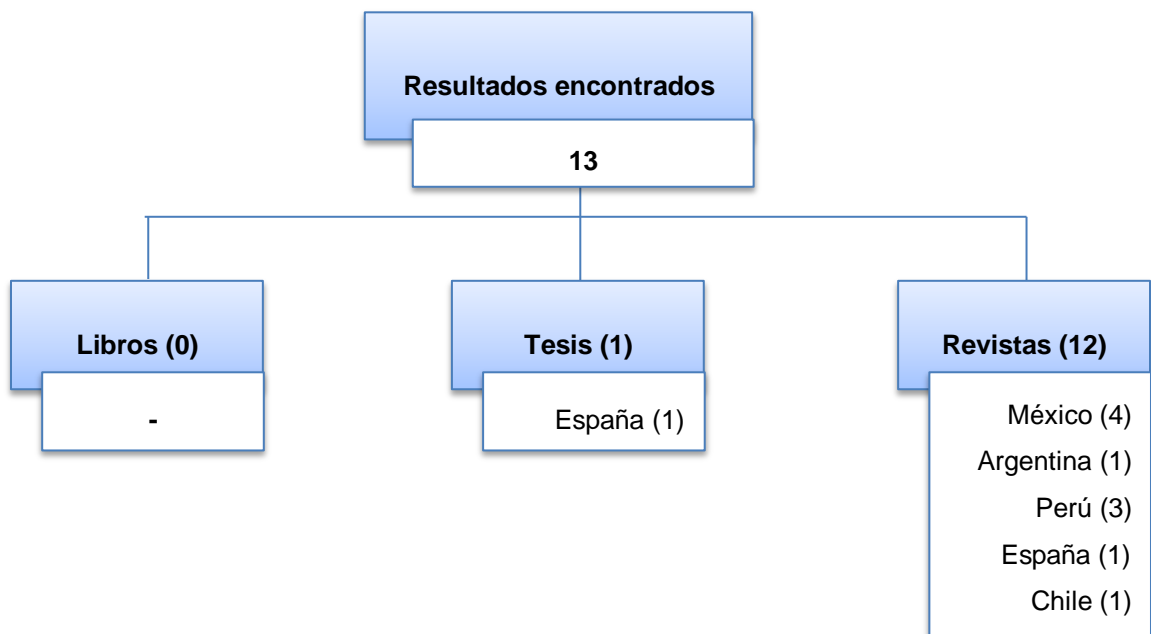 Resultados encontrados
13
Libros (0)
-
Tesis (1)
España (1)
Revistas (12)
México (4)
Argentina (1)
Perú (3)
España (1)
Chile (1)